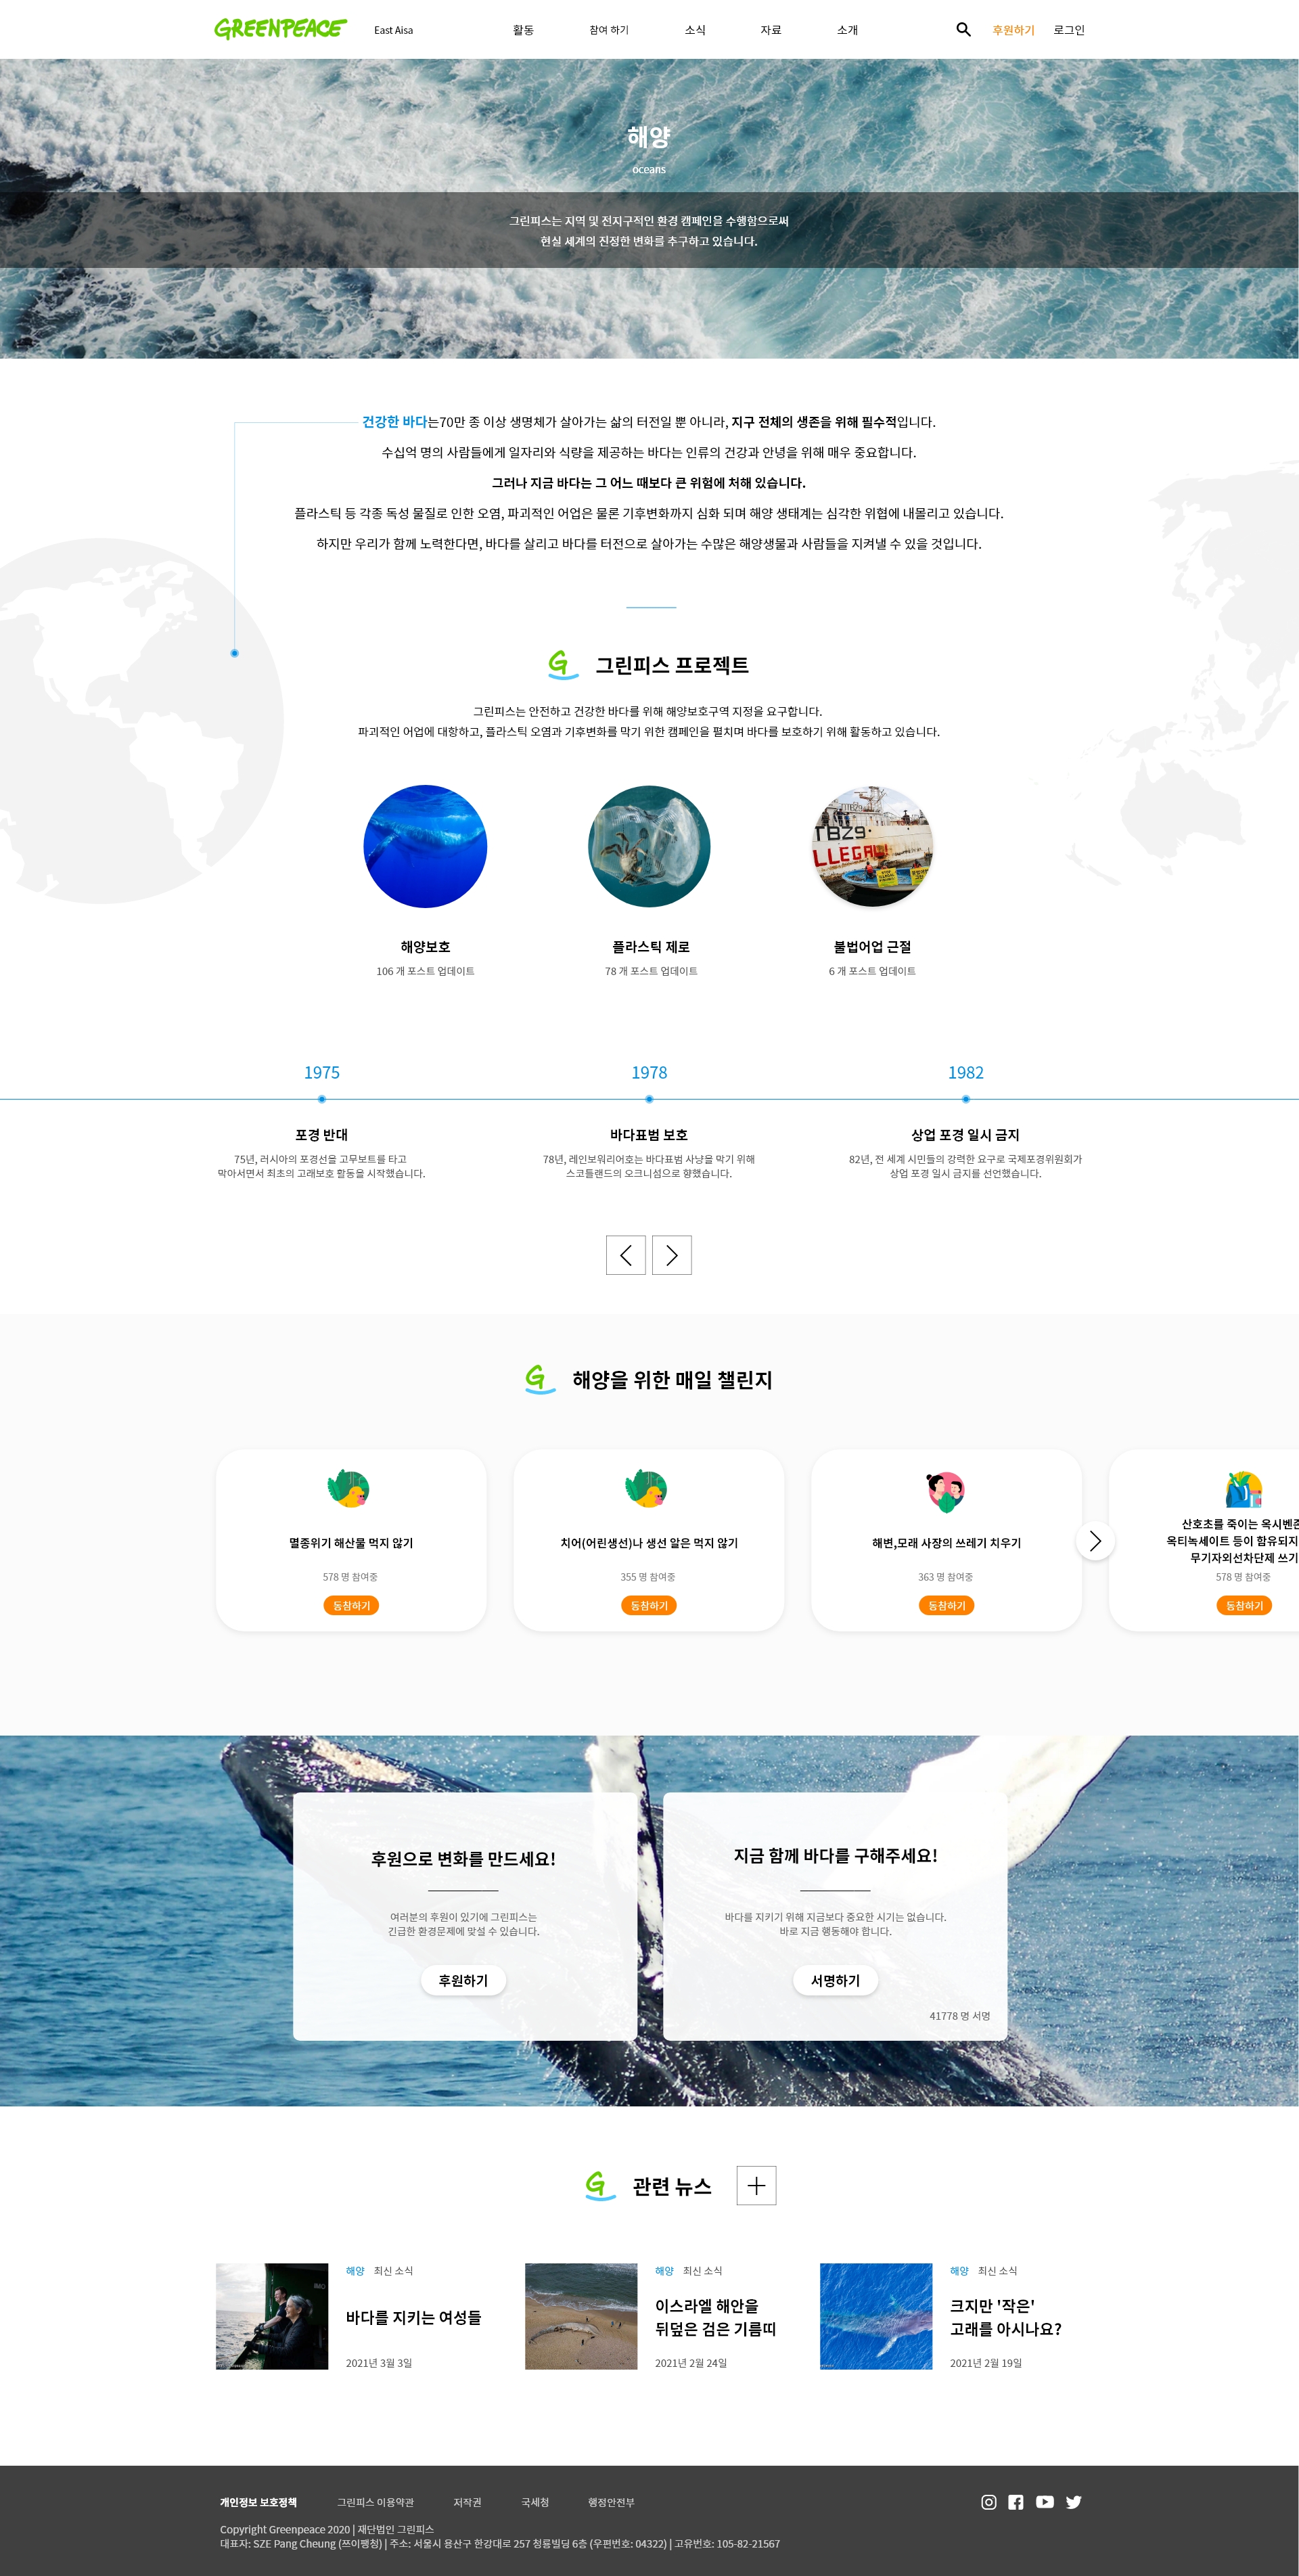 GREENPEACE East Aisa 활동 참여 하기 소식 자료 소개 후원하기 로그인
해양
oceans
그린피스는 지역 및 전지구적인 환경 캠페인을 수행함으로써
현실 세계의 진정한 변화를 추구하고 있습니다.
건강한 바다는70만 종 이상 생명체가 살아가는 삶의 터전일 뿐 아니라, 지구 전체의 생존을 위해 필수적입니다.
수십억 명의 사람들에게 일자리와 식량을 제공하는 바다는 인류의 건강과 안녕을 위해 매우 중요합니다.
그러나 지금 바다는 그 어느 때보다 큰 위험에 처해 있습니다.
플라스틱 등 각종 독성 물질로 인한 오염, 파괴적인 어업은 물론 기후변화까지 심화 되며 해양 생태계는 심각한 위협에 내몰리고 있습니다.
하지만 우리가 함께 노력한다면, 바다를 살리고 바다를 터전으로 살아가는 수많은 해양생물과 사람들을 지켜낼 수 있을 것입니다.
그린피스 프로젝트
그린피스는 안전하고 건강한 바다를 위해 해양보호구역 지정을 요구합니다.
파괴적인 어업에 대항하고, 플라스틱 오염과 기후변화를 막기 위한 캠페인을 펼치며 바다를 보호하기 위해 활동하고 있습니다.
TBZ9
LLEGAL
해양보호 플라스틱 제로 불법어업 근절
106 개 포스트 업데이트 78 개 포스트 업데이트 6 개 포스트 업데이트
1975 1978 1982
포경 반대 바다표범 보호 상업 포경 일시 금지
75년, 러시아의 포경선을 고무보트를 타고 78년, 레인보워리어호는 바다표범 사냥을 막기 위해 82년, 전 세계 시민들의 강력한 요구로 국제포경위원회가
막아서면서 최초의 고래보호 활동을 시작했습니다. 스코틀랜드의 오크니섬으로 향했습니다. 상업 포경 일시 금지를 선언했습니다.
해양을 위한 매일 챌린지
멸종위기 해산물 먹지 않기
578 명 참여중
동참하기
치어(어린생선)나 생선 알은 먹지 않기
355 명 참여중
동참하기
해변,모래 사장의 쓰레기 치우기
363 명 참여중
동참하기
산호초를 죽이는 옥시벤존
옥티녹세이트 등이 함유되지
무기자외선차단제 쓰기
578 명 참여중
동참하기
후원으로 변화를 만드세요!
여러분의 후원이 있기에 그린피스는
긴급한 환경문제에 맞설 수 있습니다.
후원하기
지금 함께 바다를 구해주세요!
바다를 지키기 위해 지금보다 중요한 시기는 없습니다.
바로 지금 행동해야 합니다.
서명하기
41778 명 서명
관련 뉴스
해양 최신 소식
바다를 지키는 여성들
2021년 3월 3일
해양 최신 소식
이스라엘 해안을
뒤덮은 검은 기름띠
2021년 2월 24일
해양 최신 소식
크지만 '작은'
고래를 아시나요?
2021년 2월 19일
개인정보 보호정책 그린피스 이용약관 저작권 국세청 행정안전부
Copyright Greenpeace 2020 | 재단법인 그린피스
대표자: SZE Pang Cheung (쯔이팽청) | 주소: 서울시 용산구 한강대로 257 청룡빌딩 6층 (우편번호: 04322) | 고유번호: 105-82-21567